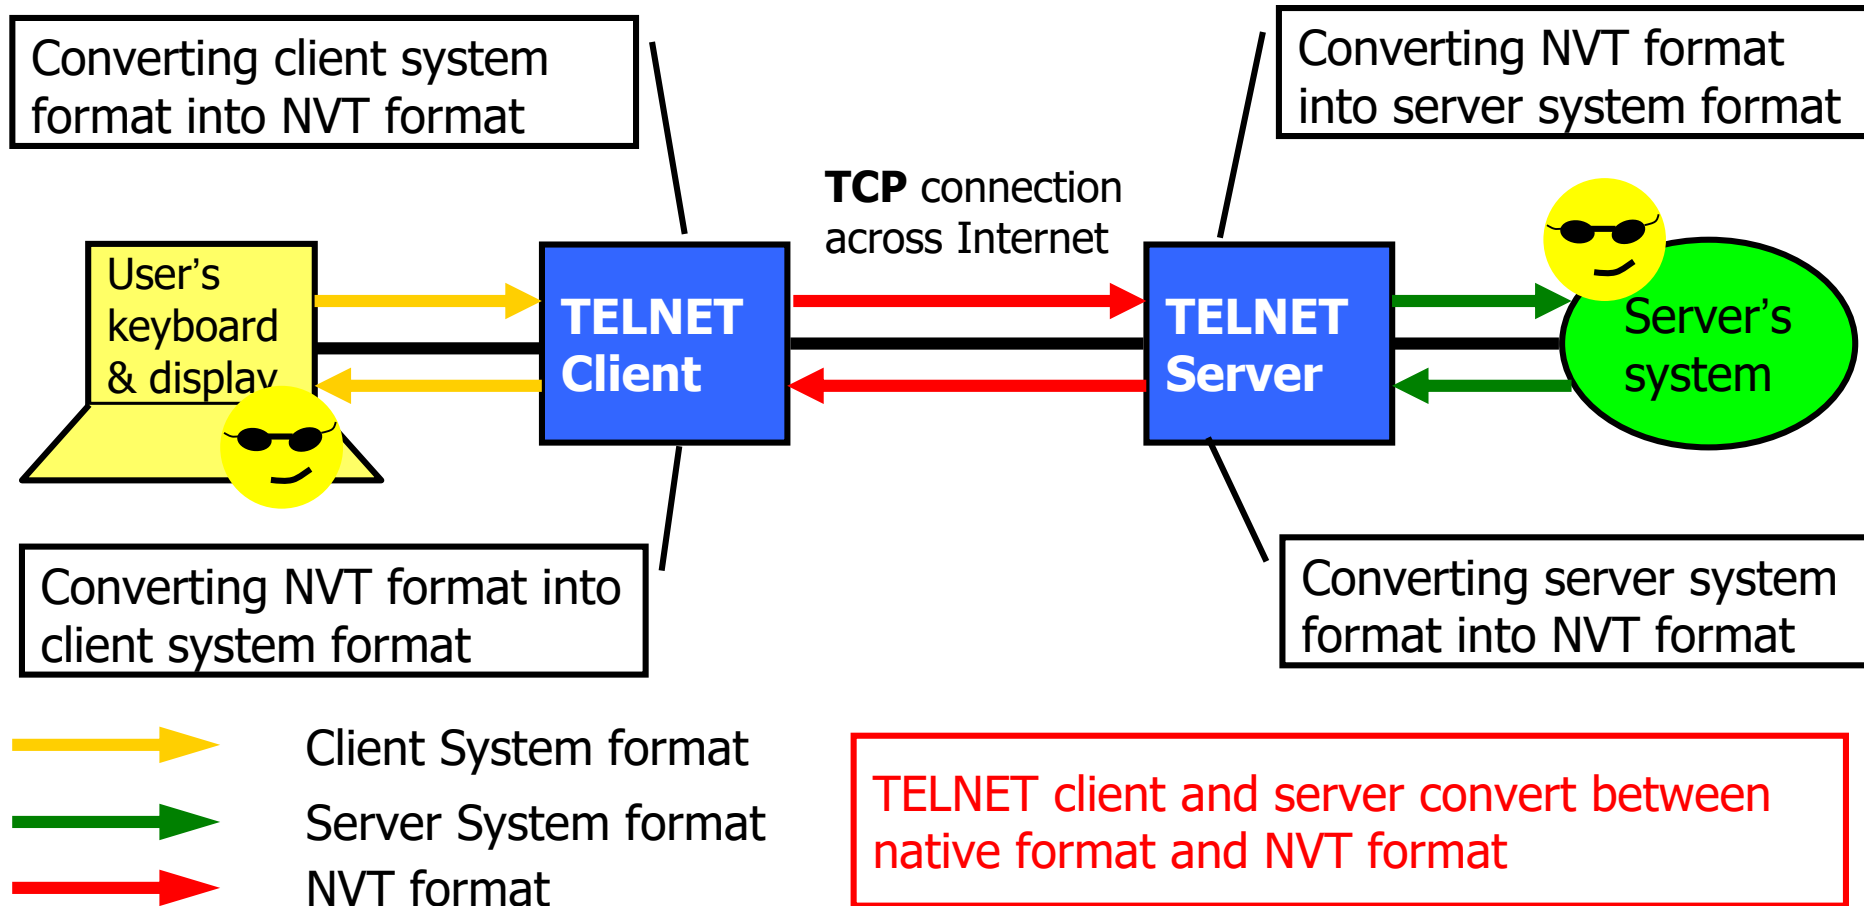 Converting client system
format into NVT format
Converting NVT format
into server system format
TCP connection
across Internet
User’s
keyboard
& display
TELNET
Client
TELNET
Server
Server’s
system
Converting NVT format into
client system format
Converting server system
format into NVT format
Client System format
Server System format
NVT format
TELNET client and server convert between
native format and NVT format